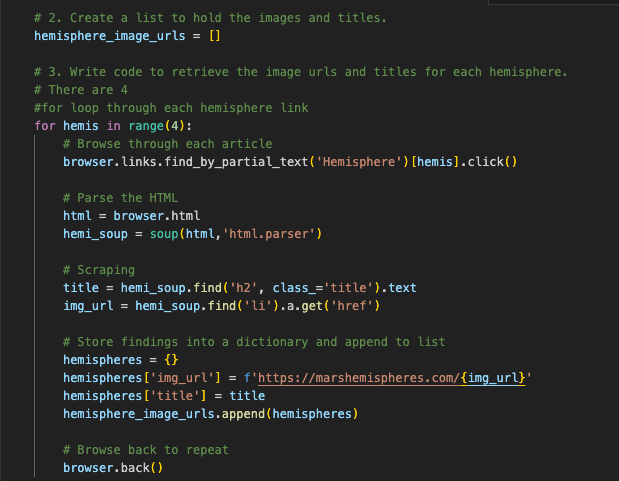 # 2. Create a list to hold the images and titles.
hemisphere_image_urls = []
# 3. Write code to retrieve the image urls and titles for each hemisphere.
# There are 4
#for loop through each hemisphere link
for hemis in range(4):
    # Browse through each article
    browser.links.find_by_partial_text('Hemisphere')[hemis].click()
    # Parse the HTML
    html = browser.html
    hemi_soup = soup(html,'html.parser')
    # Scraping
    title = hemi_soup.find('h2', class_='title').text
    img_url = hemi_soup.find('li').a.get('href')
    # Store findings into a dictionary and append to list
    hemispheres = {}
    hemispheres['img_url'] = f'https://marshemispheres.com/{img_url}'
    hemispheres['title'] = title
    hemisphere_image_urls.append(hemispheres)
    # Browse back to repeat
    browser.back()